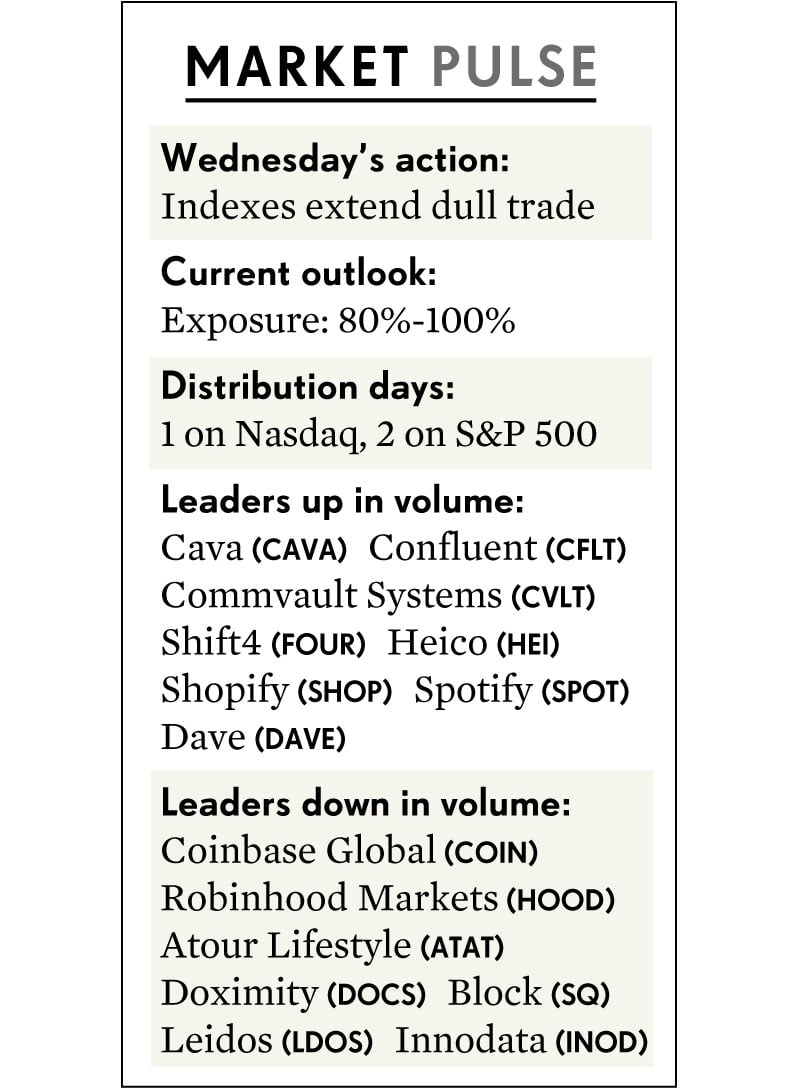 MARKET PULSE
Wednesday's action:
Indexes extend dull trade
Current outlook:
Exposure: 80%-100%
Distribution days:
1 on Nasdaq, 2 on S&P 500
Leaders up in volume:
Cava (CAVA) Confluent (CFLT)
Commvault Systems (CVLT)
Shift4 (FOUR) Heico (HEI)
Shopify (SHOP) Spotify (SPOT)
Dave (DAVE)
Leaders down in volume:
Coinbase Global (COIN)
Robinhood Markets (HOOD)
Atour Lifestyle (ATAT)
Doximity (DOCS) Block (SQ)
Leidos (LDOS) Innodata (INOD)